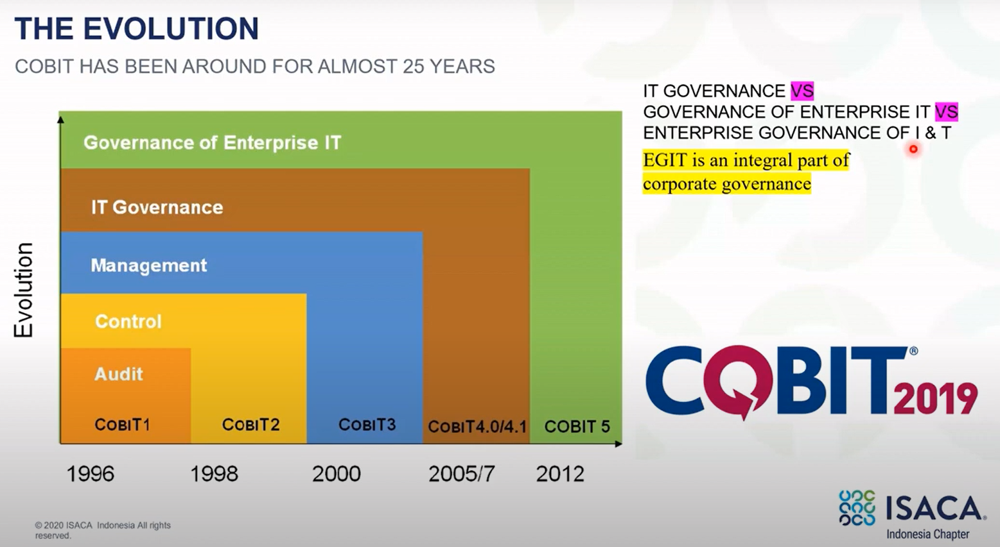 THE EVOLUTION
COBIT HAS BEEN AROUND FOR ALMOST 25 YEARS
IT GOVERNANCE VS
GOVERNANCE OF ENTERPRISE IT VS
ENTERPRISE GOVERNANCE OF I & T
EGIT is an integral part of
corporate governance
Evolution
Governance of Enterprise IT
IT Governance
Management
Control
Audit
COBIT1 COBIT2 COBIT3 COBIT4.0/4.1 COBIT 5
1996 1998 2000 2005/7 2012
COBIT® 2019
© 2020 ISACA Indonesia All rights
reserved.
ISACA®
Indonesia Chapter